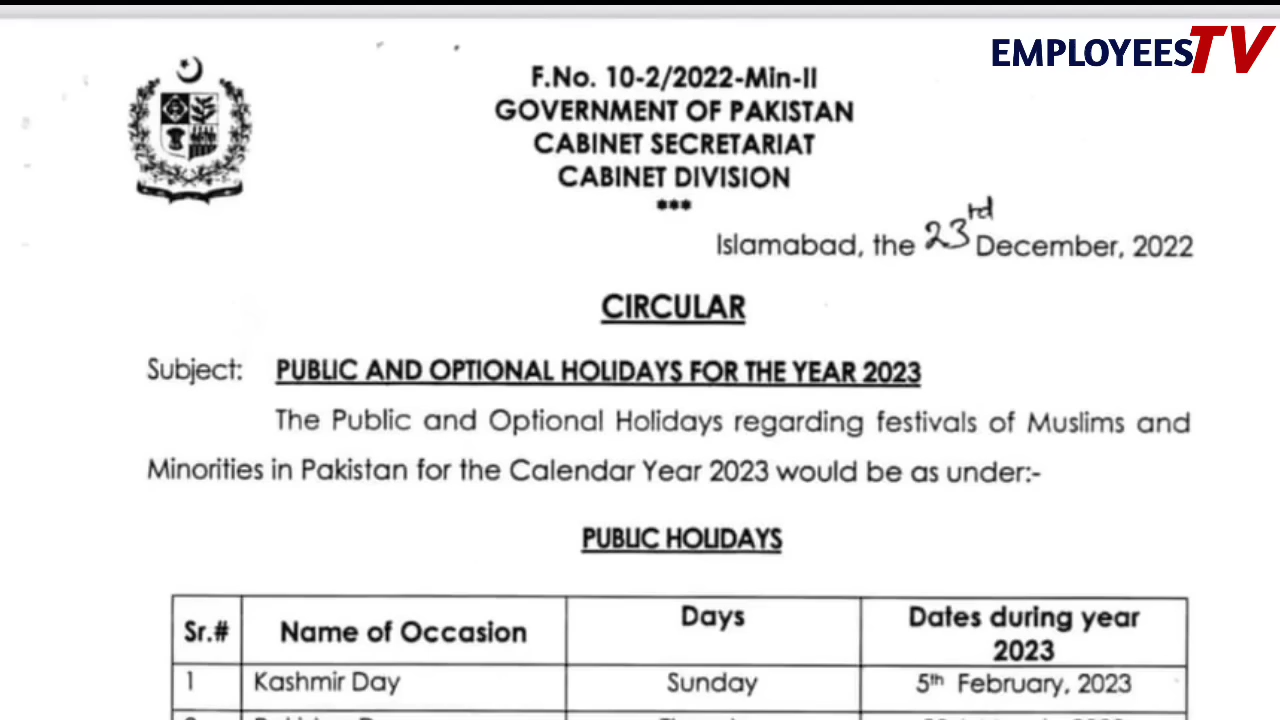 EMPLOYEESTV
F.No. 10-2/2022-Min-II
GOVERNMENT OF PAKISTAN
CABINET SECRETARIAT
CABINET DIVISION
***
Islamabad, the 23rd December, 2022
CIRCULAR
Subject: PUBLIC AND OPTIONAL HOLIDAYS FOR THE YEAR 2023
The Public and Optional Holidays regarding festivals of Muslims and
Minorities in Pakistan for the Calendar Year 2023 would be as under:-
PUBLIC HOLIDAYS
Sr.# Name of Occasion Days Dates during year 2023
1 Kashmir Day Sunday 5th February, 2023